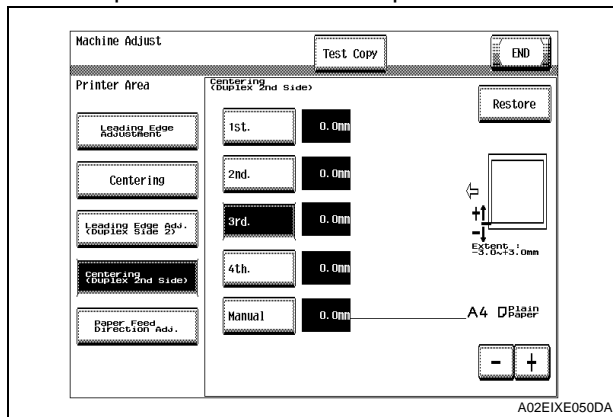 Machine Adjust
Test Copy
END
Printer Area
Centering
(Duplex 2nd Side)
Restore
Leading Edge
Adjustment
Centering
Leading Edge Adj.
(Duplex Side 2)
Centering
(Duplex 2nd Side)
Paper Feed
Direction Adj.
1st.
0.0mm
2nd.
0.0mm
3rd.
0.0mm
4th.
0.0mm
Manual
0.0mm
+
-
Extent :
-3.0~+3.0mm
A4
Plain
Paper
- +
A02EIXE050DA